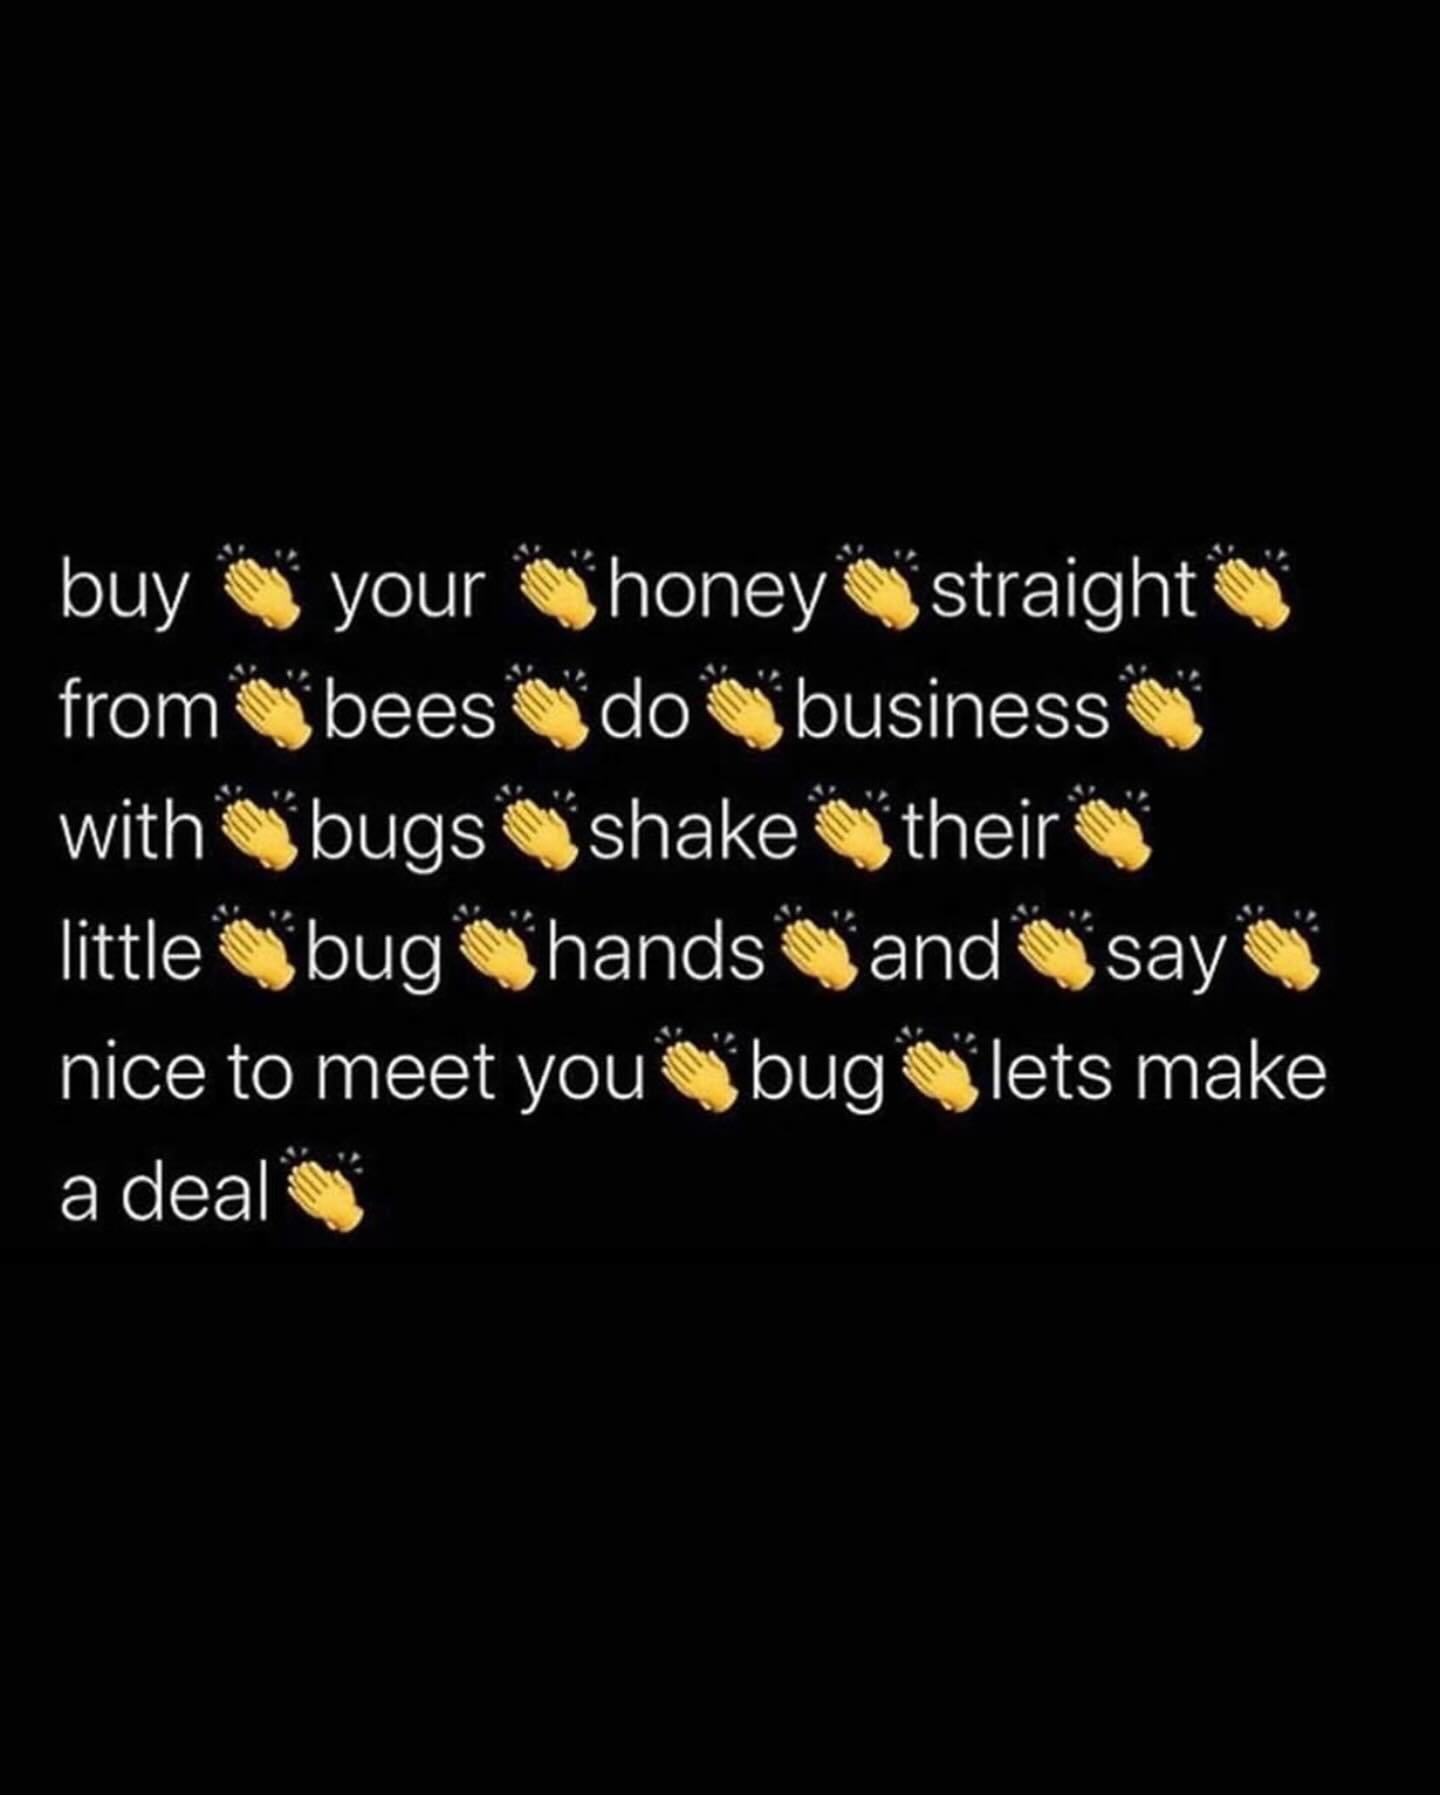 buy 👏 your 👏honey👏straight👏
from👏bees👏do👏business👏
with👏bugs👏shake👏their👏
little👏bug👏hands👏and👏say👏
nice to meet you👏bug👏lets make
a deal👏